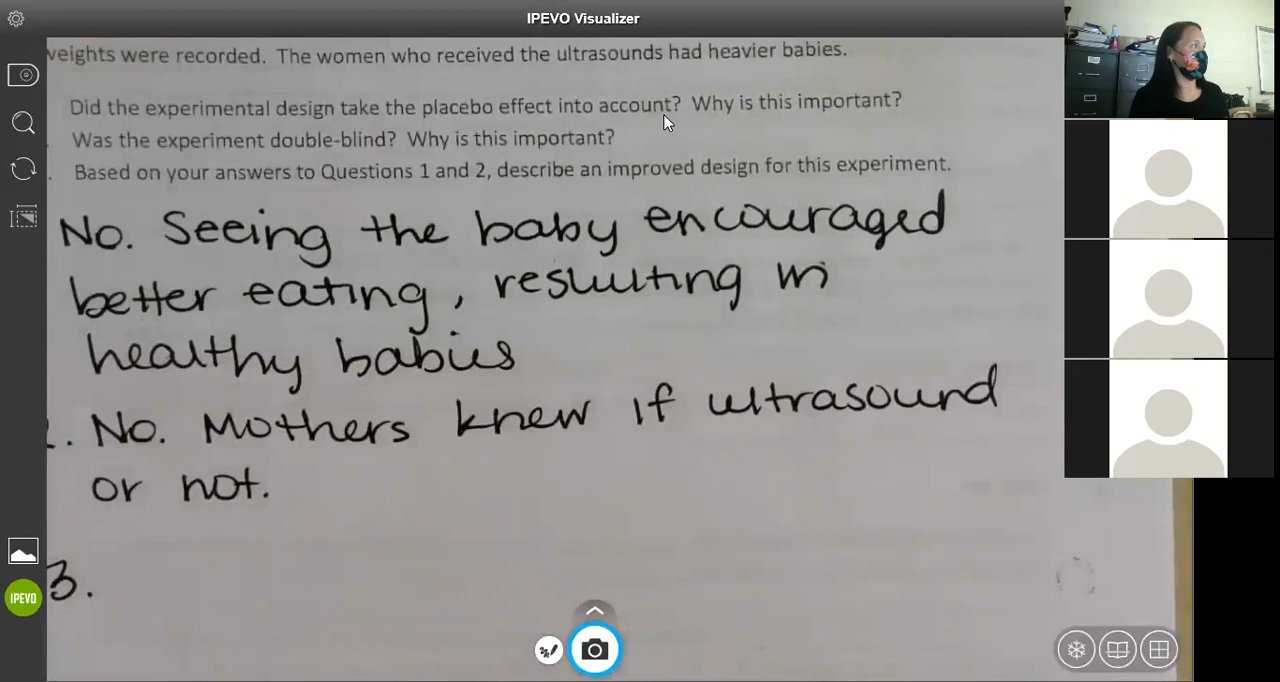 IPEVO Visualizer
weights were recorded. The women who received the ultrasounds had heavier babies.
Did the experimental design take the placebo effect into account? Why is this important?
. Was the experiment double-blind? Why is this important?
. Based on your answers to Questions 1 and 2, describe an improved design for this experiment.
No. Seeing the baby encouraged
better eating, reslulting in
healthy babies
2. No. Mothers knew if ultrasound
or not.
3.
IPEVO